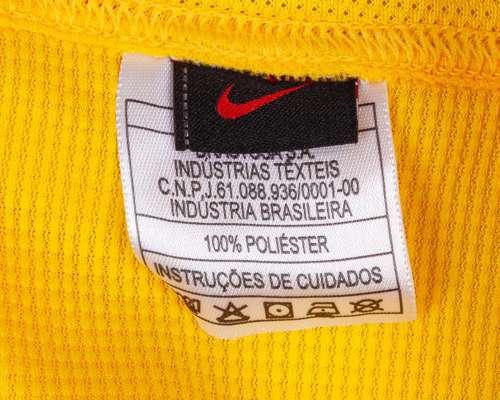 INDÚSTRIAS TÊXTEIS
C.N.P.J.61.088.936/0001-00
INDÚSTRIA BRASILEIRA
100% POLIÉSTER
INSTRUÇÕES DE CUIDADOS